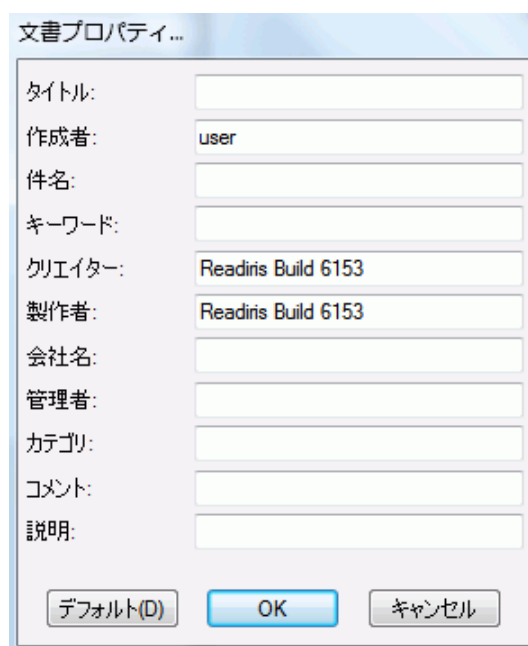 文書プロパティ...
タイトル:
作成者: user
件名:
キーワード:
クリエイター: Readiris Build 6153
製作者: Readiris Build 6153
会社名:
管理者:
カテゴリ:
コメント:
説明:
デフォルト(D) OK キャンセル